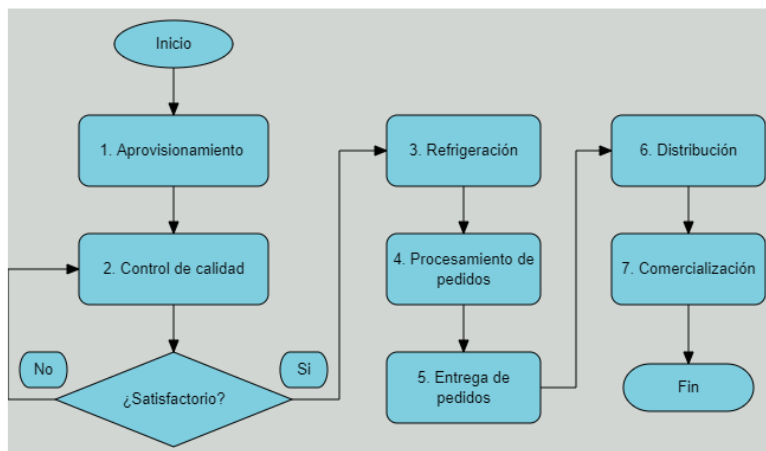 Inicio
1. Aprovisionamiento
2. Control de calidad
No
¿Satisfactorio?
Si
3. Refrigeración
4. Procesamiento de
pedidos
5. Entrega de
pedidos
6. Distribución
7. Comercialización
Fin